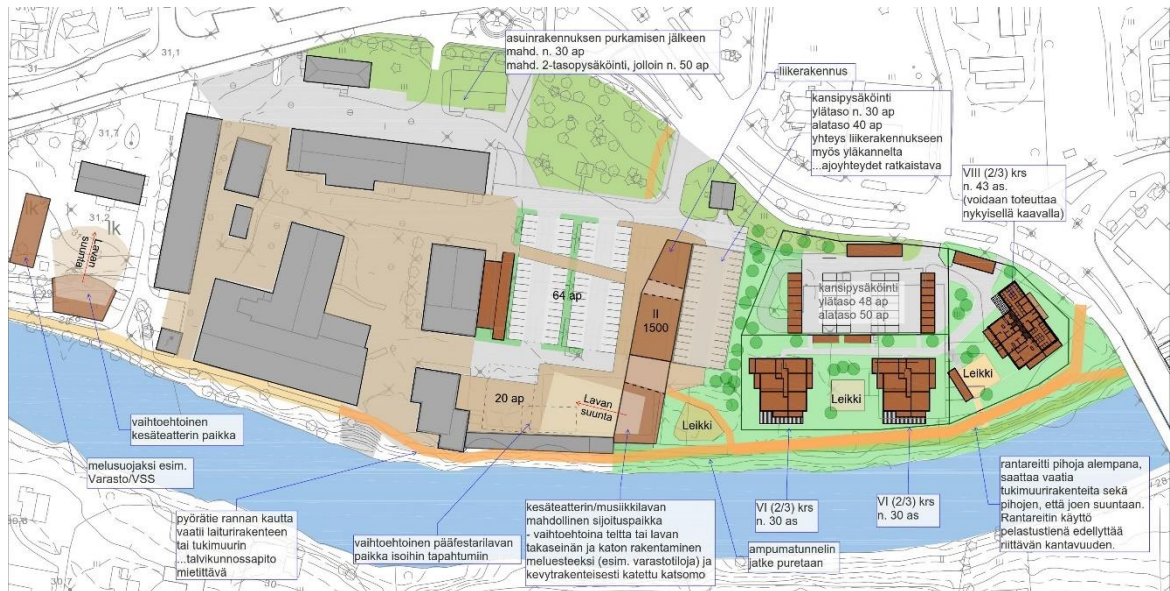 asuinrakennuksen purkamisen jälkeen
mahd. n. 30 ap
mahd. 2-tasopysäköinti, jolloin n. 50 ap
liikerakennus
kansipysäköinti
ylätaso n. 30 ap
alataso 40 ap
yhteys liikerakennukseen
myös yläkannelta
...ajoyhteydet ratkaistava
VIII (2/3) krs
n. 43 as.
(voidaan toteuttaa
nykyisellä kaavalla)
31,1
31
31,7
31,2
lk
lk
Lavan
suunta
64 ap
II
1500
kansipysäköinti
ylätaso 48 ap
alataso 50 ap
20 ap
Lavan
suunta
Leikki
Leikki
Leikki
vaihtoehtoinen
kesäteatterin paikka
melusuojaksi esim.
Varasto/VSS
pyörätie rannan kautta
vaatii laiturirakenteen
tai tukimuurin
...talvikunnossapito
mietittävä
vaihtoehtoinen pääfestarilavan
paikka isoihin tapahtumiin
kesäteatterin/musiikkilavan
mahdollinen sijoituspaikka
- vaihtoehtoina teltta tai lavan
takaseinän ja katon rakentaminen
meluesteeksi (esim. varastotiloja) ja
kevytrakenteisesti katettu katsomo
ampumatunnelin
jatke puretaan
VI (2/3) krs
n. 30 as
VI (2/3) krs
n. 30 as
rantareitti pihoja alempana,
saattaa vaatia
tukimuurirakenteita sekä
pihojen, että joen suuntaan.
Rantareitin käyttö
pelastustienä edellyttää
riittävän kantavuuden.
30,6
30,7